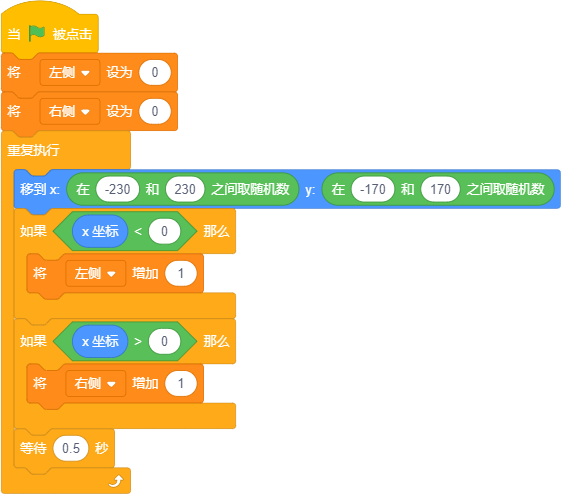 当 被点击
将 左侧 设为 0
将 右侧 设为 0
重复执行
移到 x: 在 -230 和 230 之间取随机数 y: 在 -170 和 170 之间取随机数
如果 x 坐标 < 0 那么
将 左侧 增加 1
如果 x 坐标 > 0 那么
将 右侧 增加 1
等待 0.5 秒